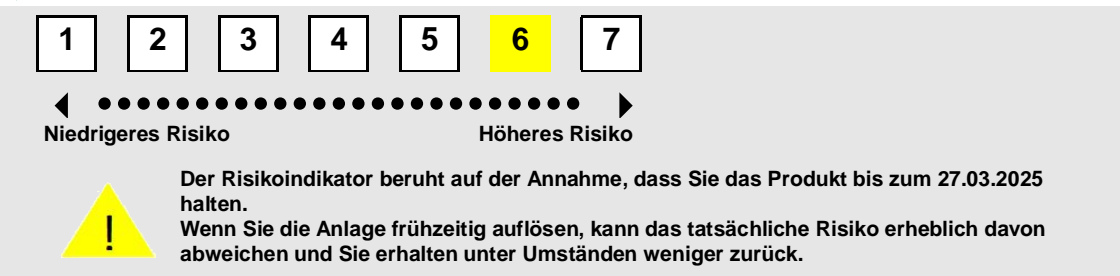 1 2 3 4 5 6 7
Niedrigeres Risiko Höheres Risiko
Der Risikoindikator beruht auf der Annahme, dass Sie das Produkt bis zum 27.03.2025
halten.
Wenn Sie die Anlage frühzeitig auflösen, kann das tatsächliche Risiko erheblich davon
abweichen und Sie erhalten unter Umständen weniger zurück.
!